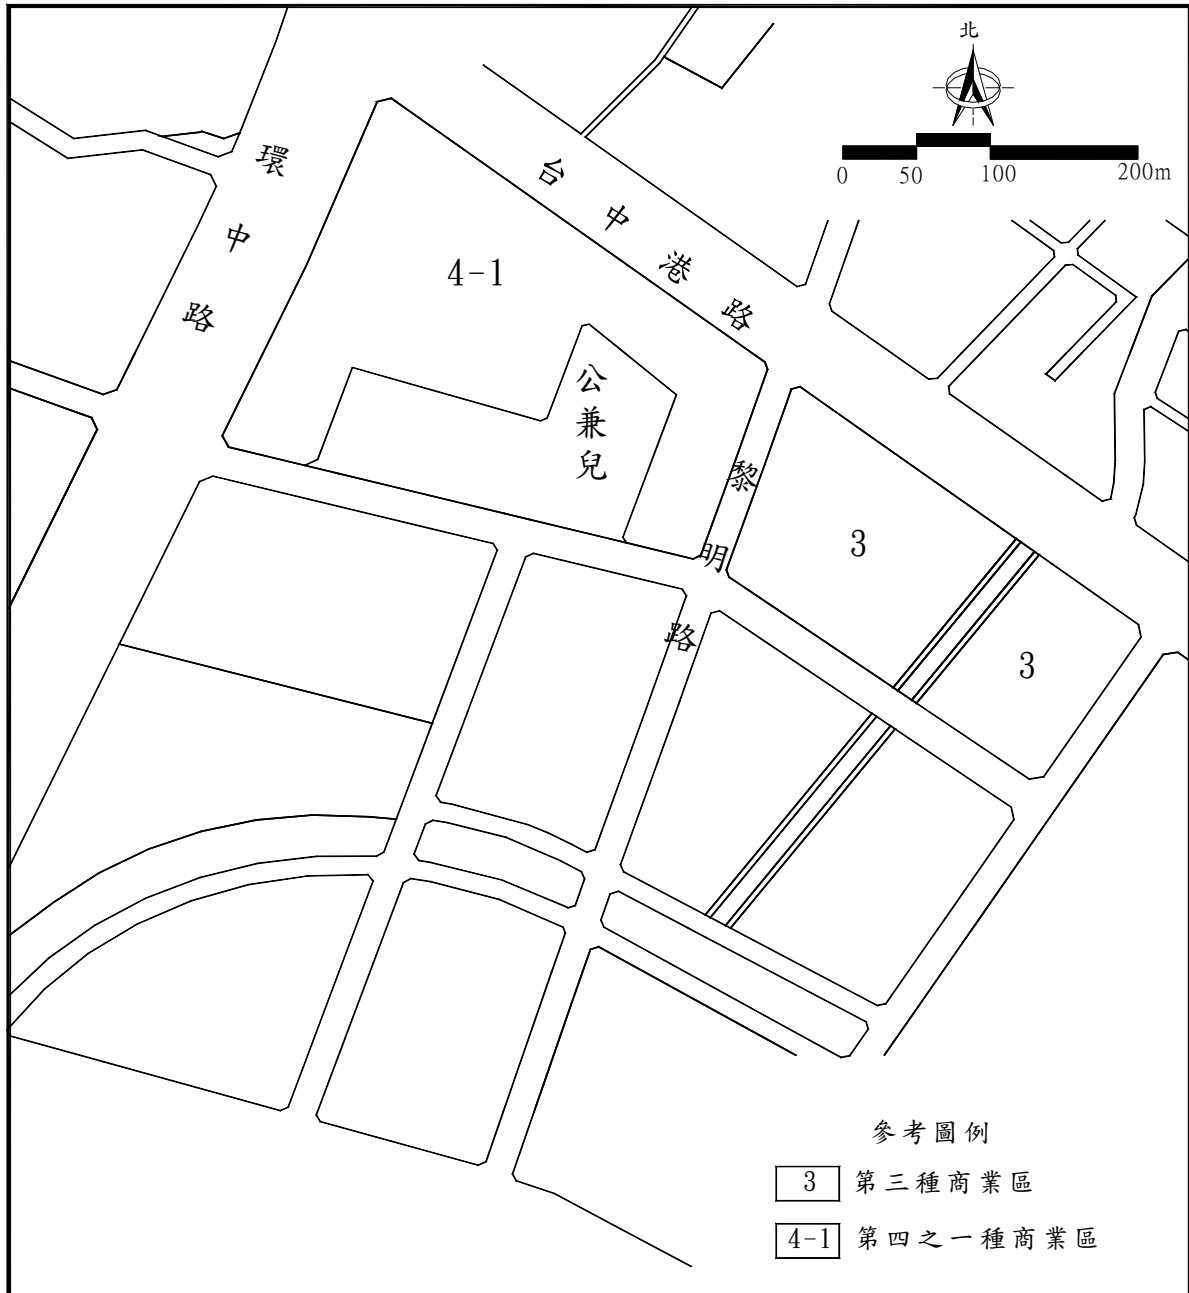 北
0 50 100 200m
環中路
台中港路
4-1
公兼兒
黎明路
3
3
參考圖例
3 第三種商業區
4-1 第四之一種商業區